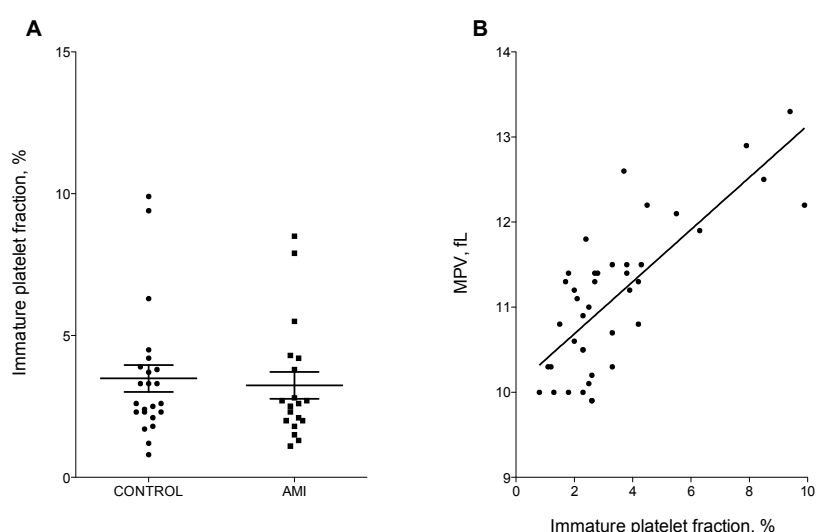 A
Immature platelet fraction, %
15
10
5
0
CONTROL
AMI
B
MPV, fL
14
13
12
11
10
9
0
2
4
6
8
10
Immature platelet fraction, %